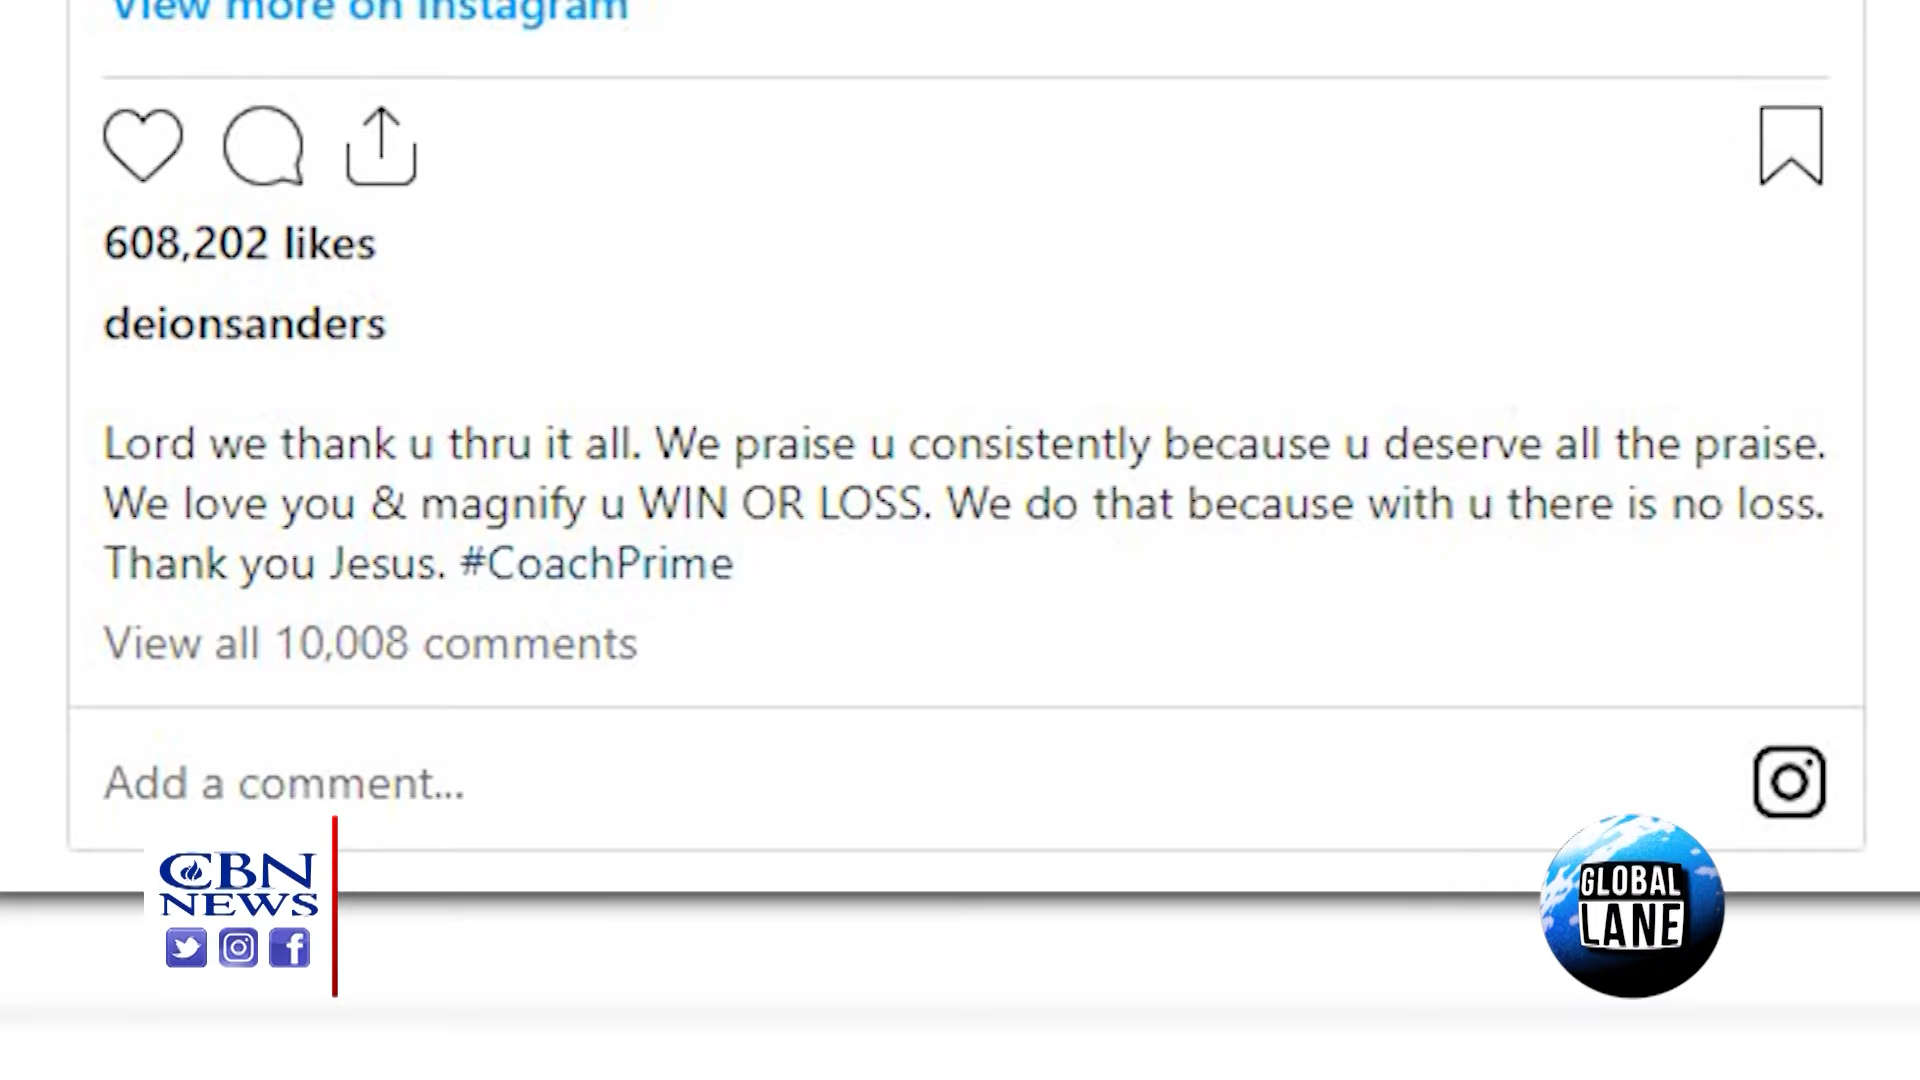 View more on Instagram
608,202 likes
deionsanders
Lord we thank u thru it all. We praise u consistently because u deserve all the praise.
We love you & magnify u WIN OR LOSS. We do that because with u there is no loss.
Thank you Jesus. #CoachPrime
View all 10,008 comments
Add a comment...
CBN
NEWS
GLOBAL
LANE